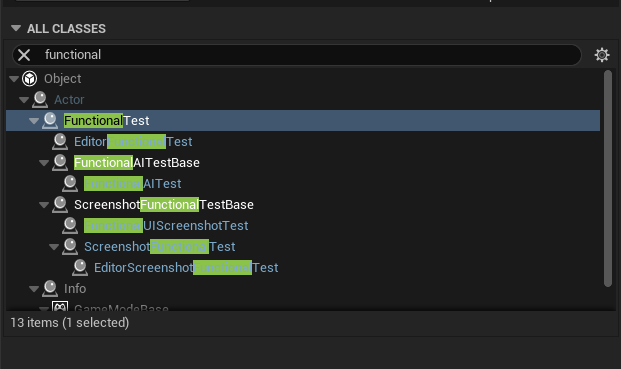 ALL CLASSES
functional
Object
Actor
FunctionalTest
EditorFunctionalTest
FunctionalAITestBase
FunctionalAITest
ScreenshotFunctionalTestBase
FunctionalUIScreenshotTest
ScreenshotFunctionalTest
EditorScreenshotFunctionalTest
Info
GameModeBase
13 items (1 selected)